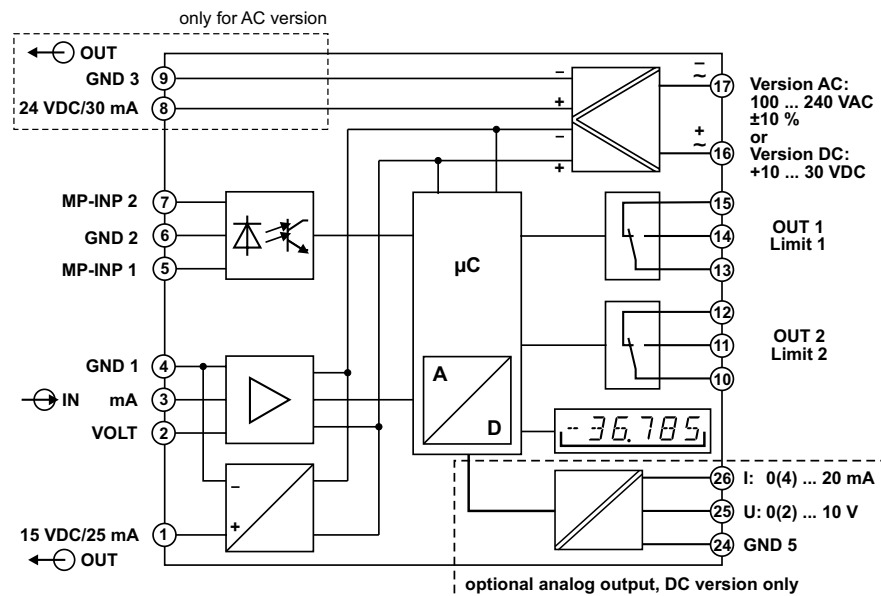 only for AC version
OUT
GND 3
9
24 VDC/30 mA
8
–
+
–
+
–
~
17
+
~
16
Version AC:
100 ... 240 VAC
±10 %
or
Version DC:
+10 ... 30 VDC
MP-INP 2
7
GND 2
6
MP-INP 1
5
µC
15
14
13
OUT 1
Limit 1
12
11
10
OUT 2
Limit 2
GND 1
4
IN
mA
3
VOLT
2
A
D
-36.785
–
+
15 VDC/25 mA
1
OUT
26
I: 0(4) ... 20 mA
25
U: 0(2) ... 10 V
24
GND 5
optional analog output, DC version only